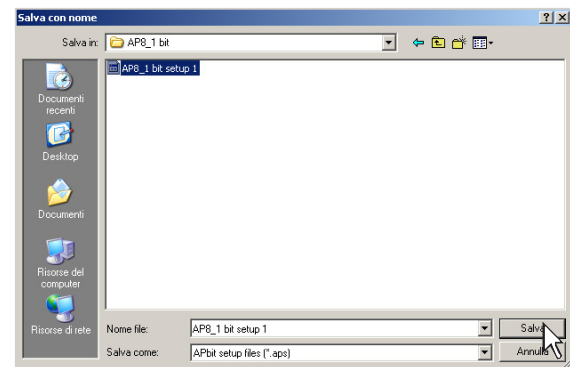 Salva con nome
Salva in:
AP8_1 bit
AP8_1 bit setup 1
Documenti
recenti
Desktop
Documenti
Risorse del
computer
Risorse di rete
Nome file:
AP8_1 bit setup 1
Salva
Salva come:
APbit setup files (*.aps)
Annulla